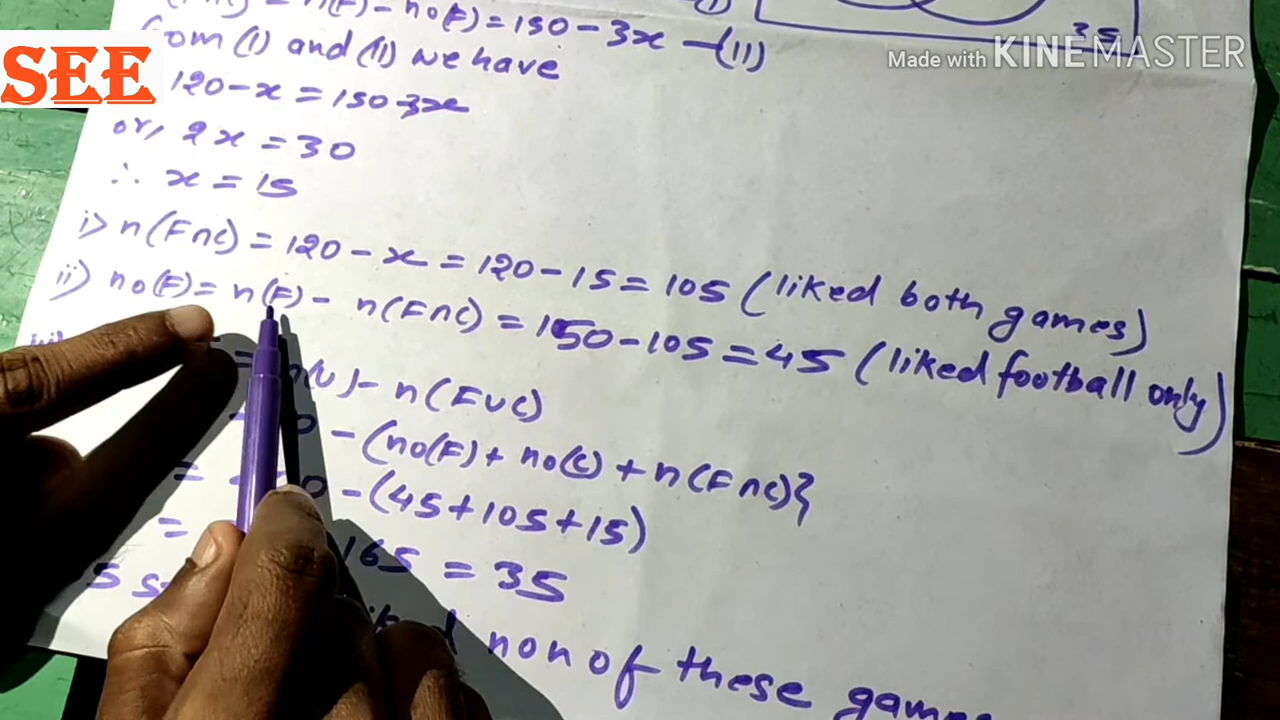 n(F) - no(F) = 150 - 3x —(II)
35
Made with KINEMASTER
SEE
from (I) and (II) we have
120 - x = 150 - 3x
or, 2x = 30
∴ x = 15
i) n(F∩C) = 120 - x = 120 - 15 = 105 (liked both games)
ii) no(F) = n(F) - n(F∩C) = 150 - 105 = 45 (liked football only)
= n(U) - n(F∪C)
- (no(F) + no(C) + n(F∩C)}
= 0 - (45 + 105 + 15)
= 165 = 35
non of these games